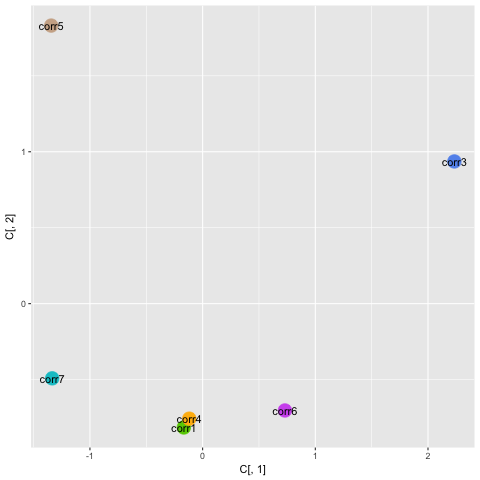 corr5
1
corr3
C[, 2]
0
corr7
corr4
corr6
corr1
-1
0
1
2
C[, 1]